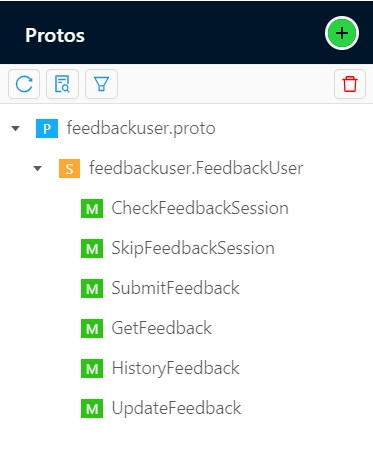 Protos
P feedbackuser.proto
S feedbackuser.FeedbackUser
M CheckFeedbackSession
M SkipFeedbackSession
M SubmitFeedback
M GetFeedback
M HistoryFeedback
M UpdateFeedback